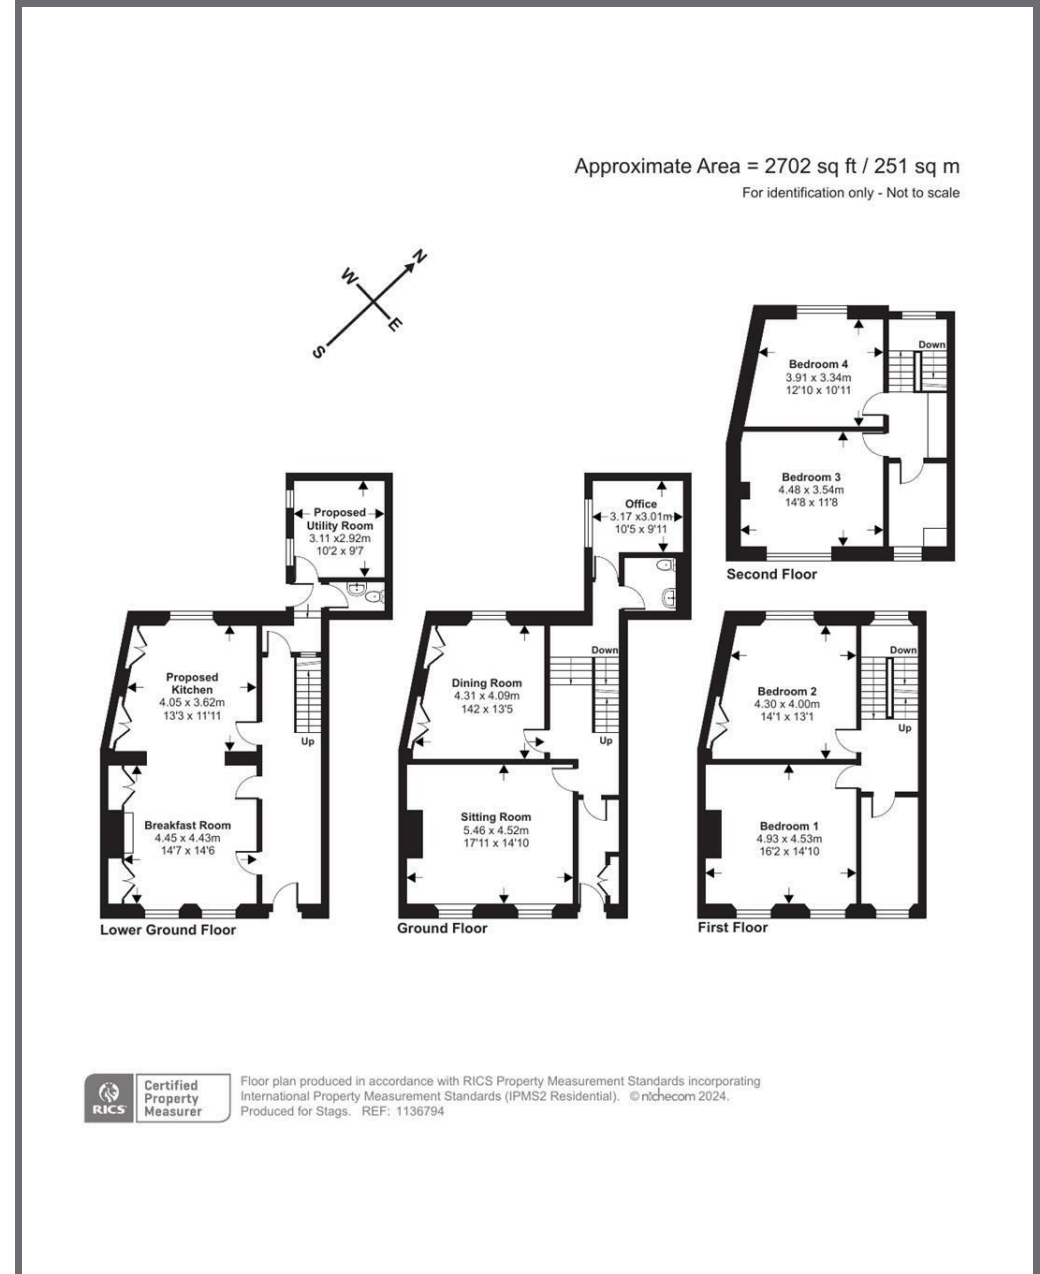 Approximate Area = 2702 sq ft / 251 sq m
For identification only - Not to scale
N
W
E
S
Down
Bedroom 4
3.91 x 3.34m
12'10 x 10'11
Bedroom 3
4.48 x 3.54m
14'8 x 11'8
Second Floor
Proposed
Utility Room
3.11 x2.92m
10'2 x 9'7
Proposed
Kitchen
4.05 x 3.62m
13'3 x 11'11
Up
Breakfast Room
4.45 x 4.43m
14'7 x 14'6
Lower Ground Floor
Office
3.17 x3.01m
10'5 x 9'11
Down
Dining Room
4.31 x 4.09m
142 x 13'5
Up
Sitting Room
5.46 x 4.52m
17'11 x 14'10
Ground Floor
Down
Bedroom 2
4.30 x 4.00m
14'1 x 13'1
Up
Bedroom 1
4.93 x 4.53m
16'2 x 14'10
First Floor
RICS
Certified
Property
Measurer
Floor plan produced in accordance with RICS Property Measurement Standards incorporating
International Property Measurement Standards (IPMS2 Residential). © nichecom 2024.
Produced for Stags. REF: 1136794